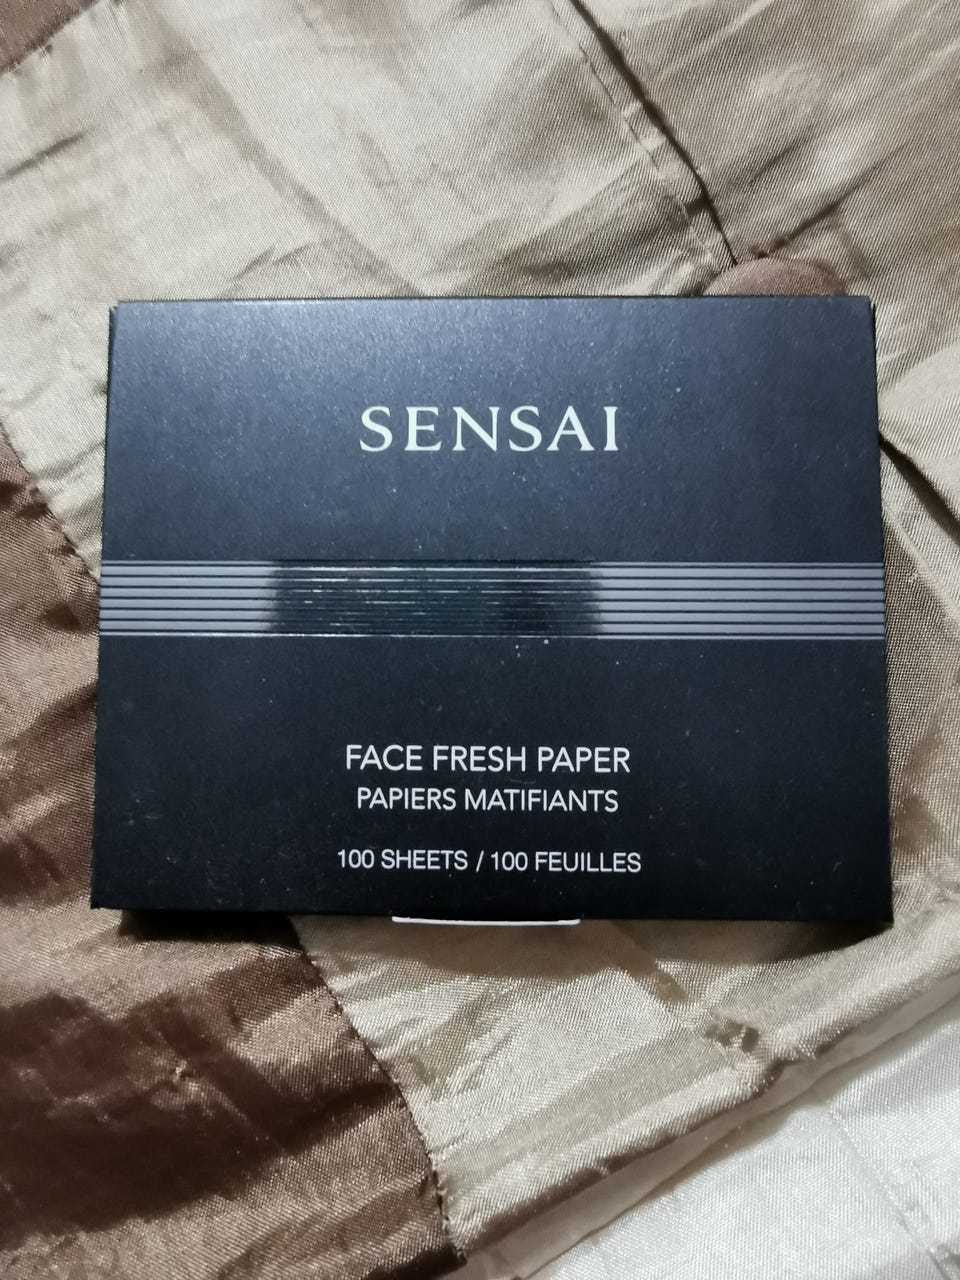 SENSAI
FACE FRESH PAPER
PAPIERS MATIFIANTS
100 SHEETS / 100 FEUILLES